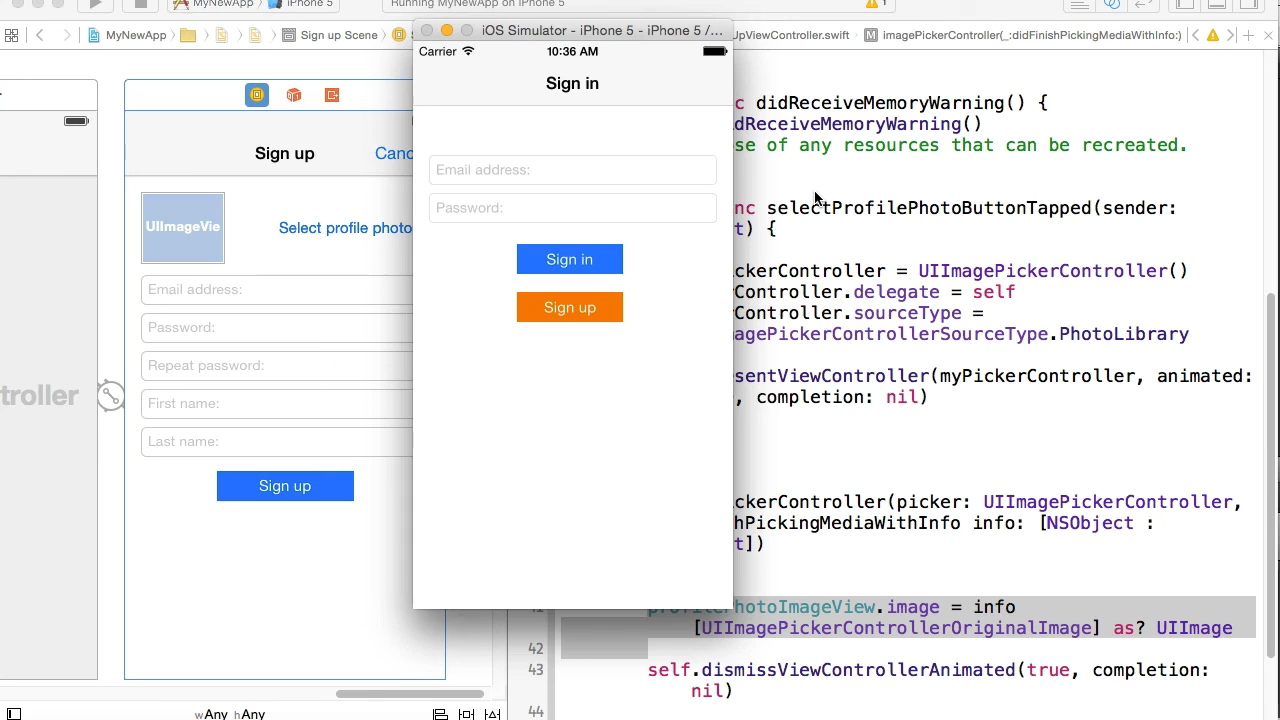 MyNewApp
iPhone 5
Running MyNewApp on iPhone 5
1
MyNewApp
Sign up Scene
UpViewController.swift
imagePickerController(_:didFinishPickingMediaWithInfo:)
iOS Simulator - iPhone 5 - iPhone 5 /...
Carrier
10:36 AM
Sign in
Email address:
Password:
Sign in
Sign up
Sign up
Canc
UIImageVie
Select profile photo
Email address:
Password:
Repeat password:
First name:
Last name:
Sign up
troller
wAny hAny
c didReceiveMemoryWarning() {
dReceiveMemoryWarning()
se of any resources that can be recreated.
nc selectProfilePhotoButtonTapped(sender:
t) {
ckerController = UIImagePickerController()
Controller.delegate = self
Controller.sourceType =
agePickerControllerSourceType.PhotoLibrary
sentViewController(myPickerController, animated:
, completion: nil)
ckerController(picker: UIImagePickerController,
hPickingMediaWithInfo info: [NSObject :
t])
41 profilePhotoImageView.image = info
[UIImagePickerControllerOriginalImage] as? UIImage
42
43 self.dismissViewControllerAnimated(true, completion:
nil)
44